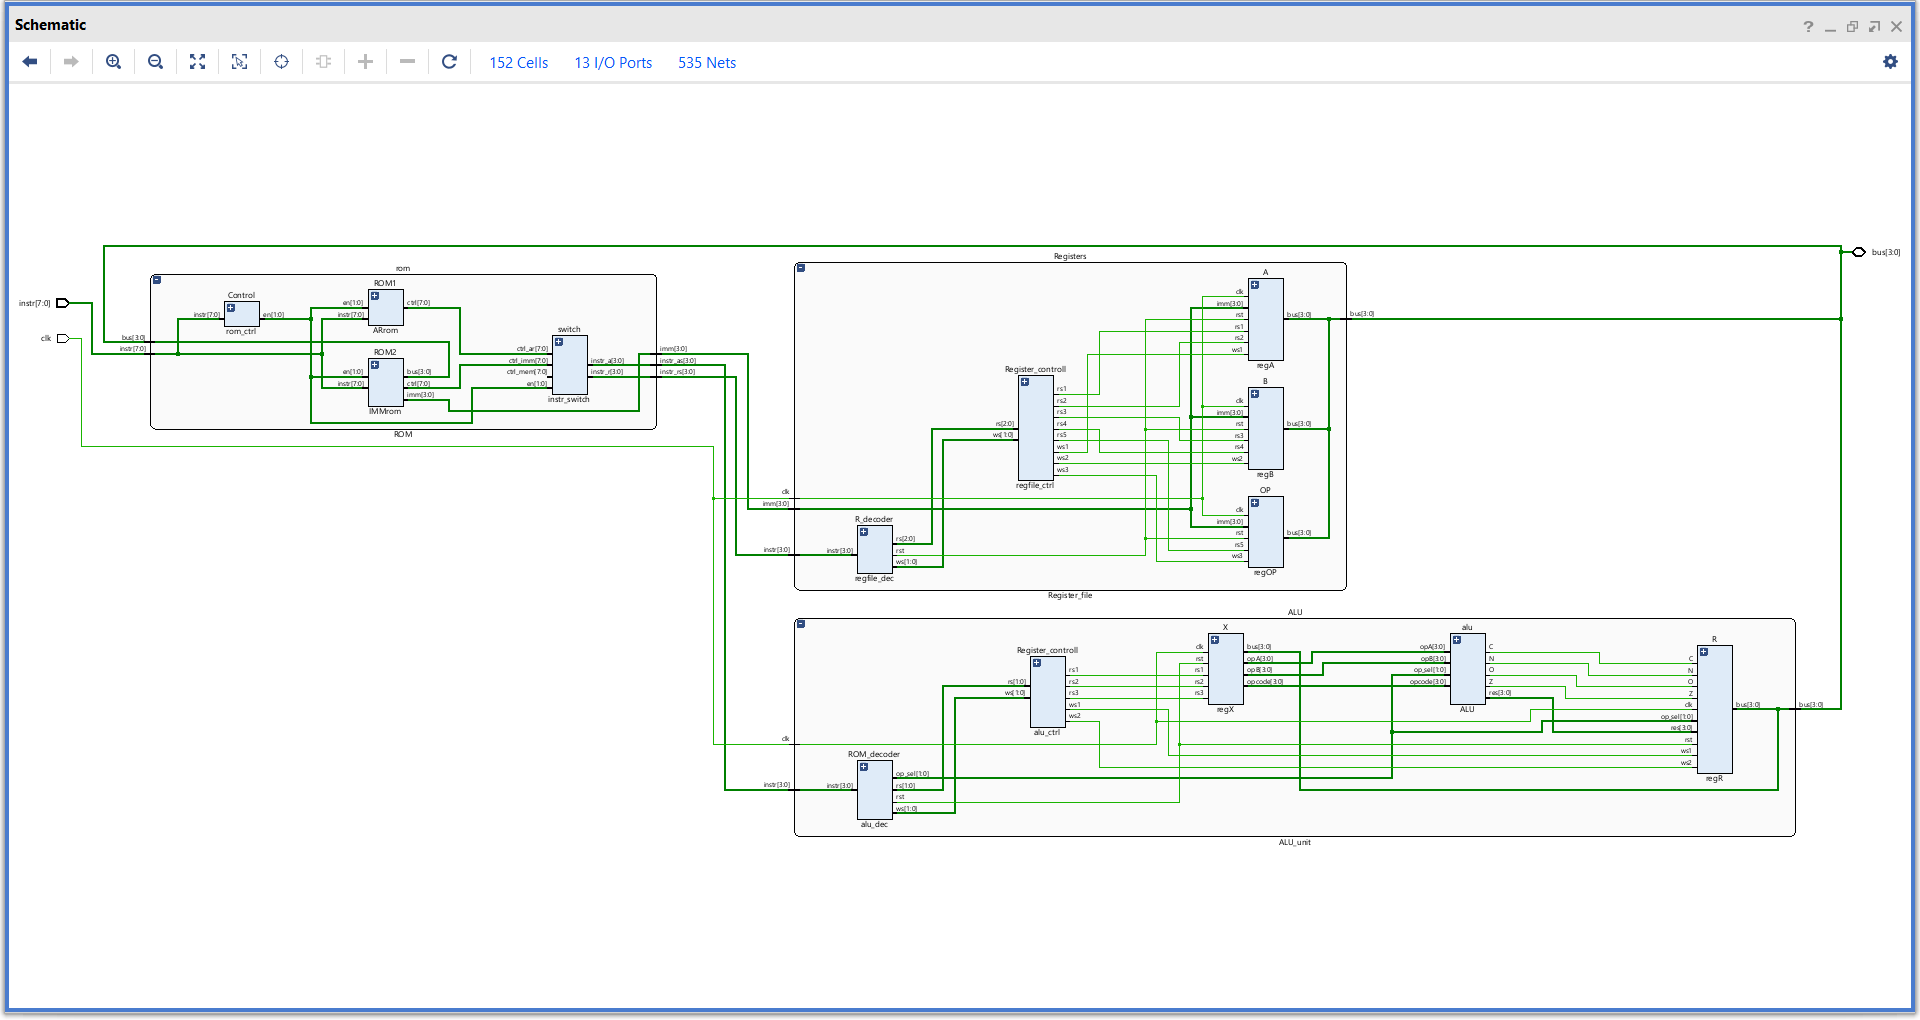 Schematic
152 Cells 13 I/O Ports 535 Nets
bus[3:0]
instr[7:0]
clk
rom
Control
instr[7:0] en[1:0]
rom_ctrl
ROM1
en[1:0] ctrl[7:0]
instr[7:0]
ARrom
ROM2
en[1:0] bus[3:0]
instr[7:0] ctrl[7:0]
imm[3:0]
IMMrom
switch
ctrl_ar[7:0]
ctrl_imm[7:0] instr_a[3:0]
ctrl_mem[7:0] instr_r[3:0]
en[1:0]
instr_switch
bus[3:0]
instr[7:0]
imm[3:0]
instr_as[3:0]
instr_rs[3:0]
ROM
Registers
A
clk
imm[3:0]
rst bus[3:0]
rs1
rs2
ws1
regA
bus[3:0]
Register_controll
rs1
rs2
rs3
rs[2:0] rs4
ws[1:0] rs5
ws1
ws2
ws3
regfile_ctrl
B
clk
imm[3:0]
rst bus[3:0]
rs3
rs4
ws2
regB
OP
clk
imm[3:0]
rst bus[3:0]
rs5
ws3
regOP
clk
imm[3:0]
instr[3:0]
R_decoder
rs[2:0]
instr[3:0] rst
ws[1:0]
regfile_dec
Register_file
ALU
Register_controll
rs1
rs[1:0] rs2
ws[1:0] rs3
ws1
ws2
alu_ctrl
X
clk bus[3:0]
rst opA[3:0]
rs1 opB[3:0]
rs2 opcode[3:0]
rs3
regX
alu
opA[3:0] C
opB[3:0] N
op_sel[1:0] O
opcode[3:0] Z
res[3:0]
ALU
R
C
N
O
Z
clk bus[3:0]
op_sel[1:0]
res[3:0]
rst
ws1
ws2
regR
bus[3:0]
clk
instr[3:0]
ROM_decoder
op_sel[1:0]
instr[3:0] rs[1:0]
rst
ws[1:0]
alu_dec
ALU_unit